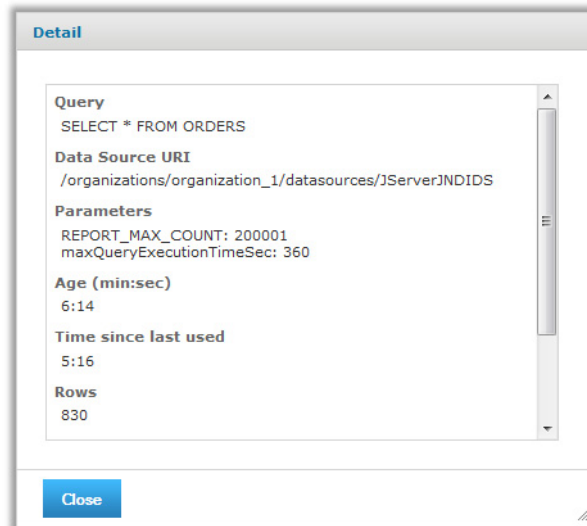 Detail
Query
SELECT * FROM ORDERS
Data Source URI
/organizations/organization_1/datasources/JServerJNDIDS
Parameters
REPORT_MAX_COUNT: 200001
maxQueryExecutionTimeSec: 360
Age (min:sec)
6:14
Time since last used
5:16
Rows
830
Close